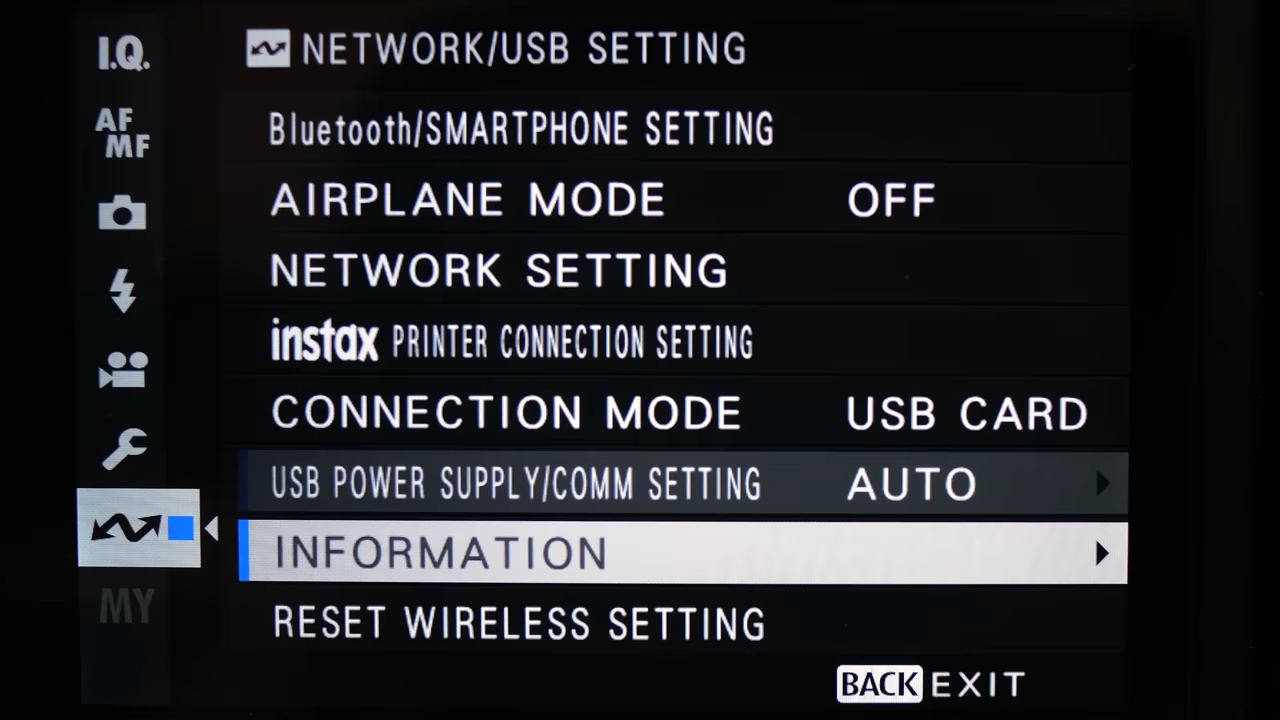 I.Q.
AF
MF
MY
NETWORK/USB SETTING
Bluetooth/SMARTPHONE SETTING
AIRPLANE MODE OFF
NETWORK SETTING
instax PRINTER CONNECTION SETTING
CONNECTION MODE USB CARD
USB POWER SUPPLY/COMM SETTING AUTO
INFORMATION
RESET WIRELESS SETTING
BACK EXIT